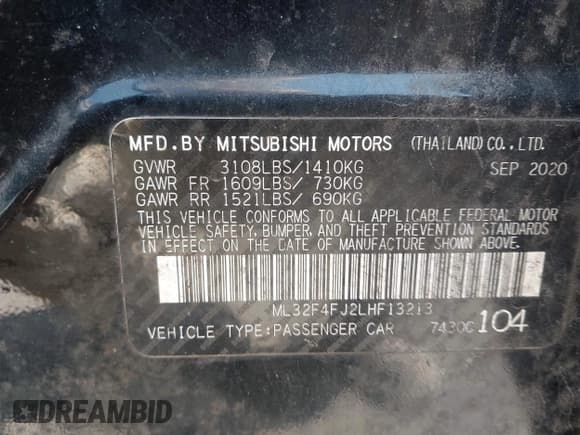 MFD.BY MITSUBISHI MOTORS (THAILAND) CO., LTD.
GVWR 3108LBS/1410KG SEP 2020
GAWR FR 1609LBS/ 730KG
GAWR RR 1521LBS/ 690KG
THIS VEHICLE CONFORMS TO ALL APPLICABLE FEDERAL MOTOR
VEHICLE SAFETY, BUMPER, AND THEFT PREVENTION STANDARDS
IN EFFECT ON THE DATE OF MANUFACTURE SHOWN ABOVE.
ML32F4FJ2LHF13213
VEHICLE TYPE:PASSENGER CAR 7430C 104
DREAMBID